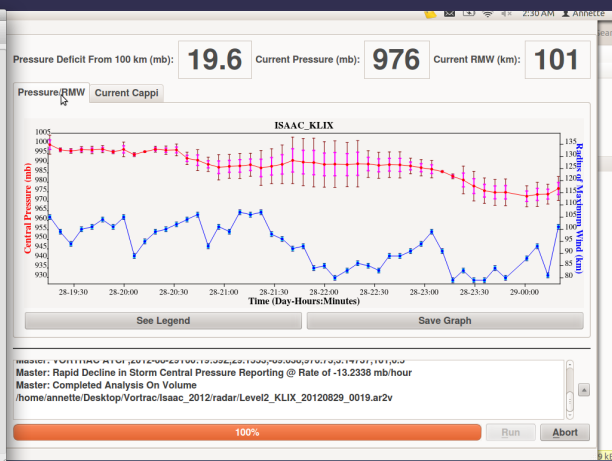 2:30 AM Annette
Pressure Deficit From 100 km (mb): 19.6 Current Pressure (mb): 976 Current RMW (km): 101
Pressure/RMW Current Cappi
ISAAC_KLIX
1005
995
990
985
980
975
970
965
960
955
950
945
940
935
930
Central Pressure (mb)
135
130
125
120
115
110
105
100
95
90
85
80
Radius of Maximum Wind (km)
28-19:30 28-20:00 28-20:30 28-21:00 28-21:30 28-22:00 28-22:30 28-23:00 28-23:30 29-00:00
Time (Day-Hours:Minutes)
See Legend Save Graph
Master: Rapid Decline in Storm Central Pressure Reporting @ Rate of -13.2338 mb/hour
Master: Completed Analysis On Volume
/home/annette/Desktop/Vortrac/Isaac_2012/radar/Level2_KLIX_20120829_0019.ar2v
100% Run Abort